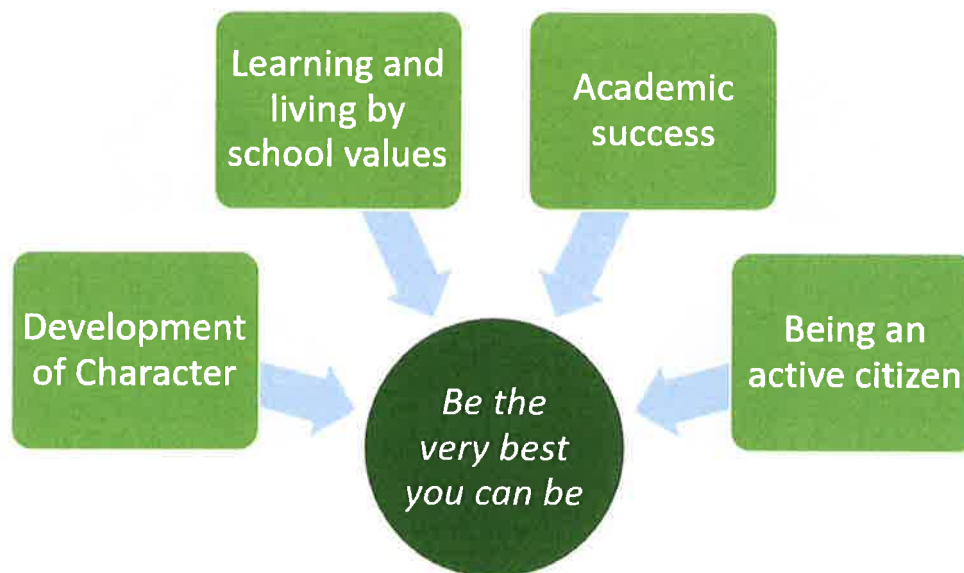 Learning and
living by
school values
Academic
success
Development
of Character
Being an
active citizen
Be the
very best
you can be